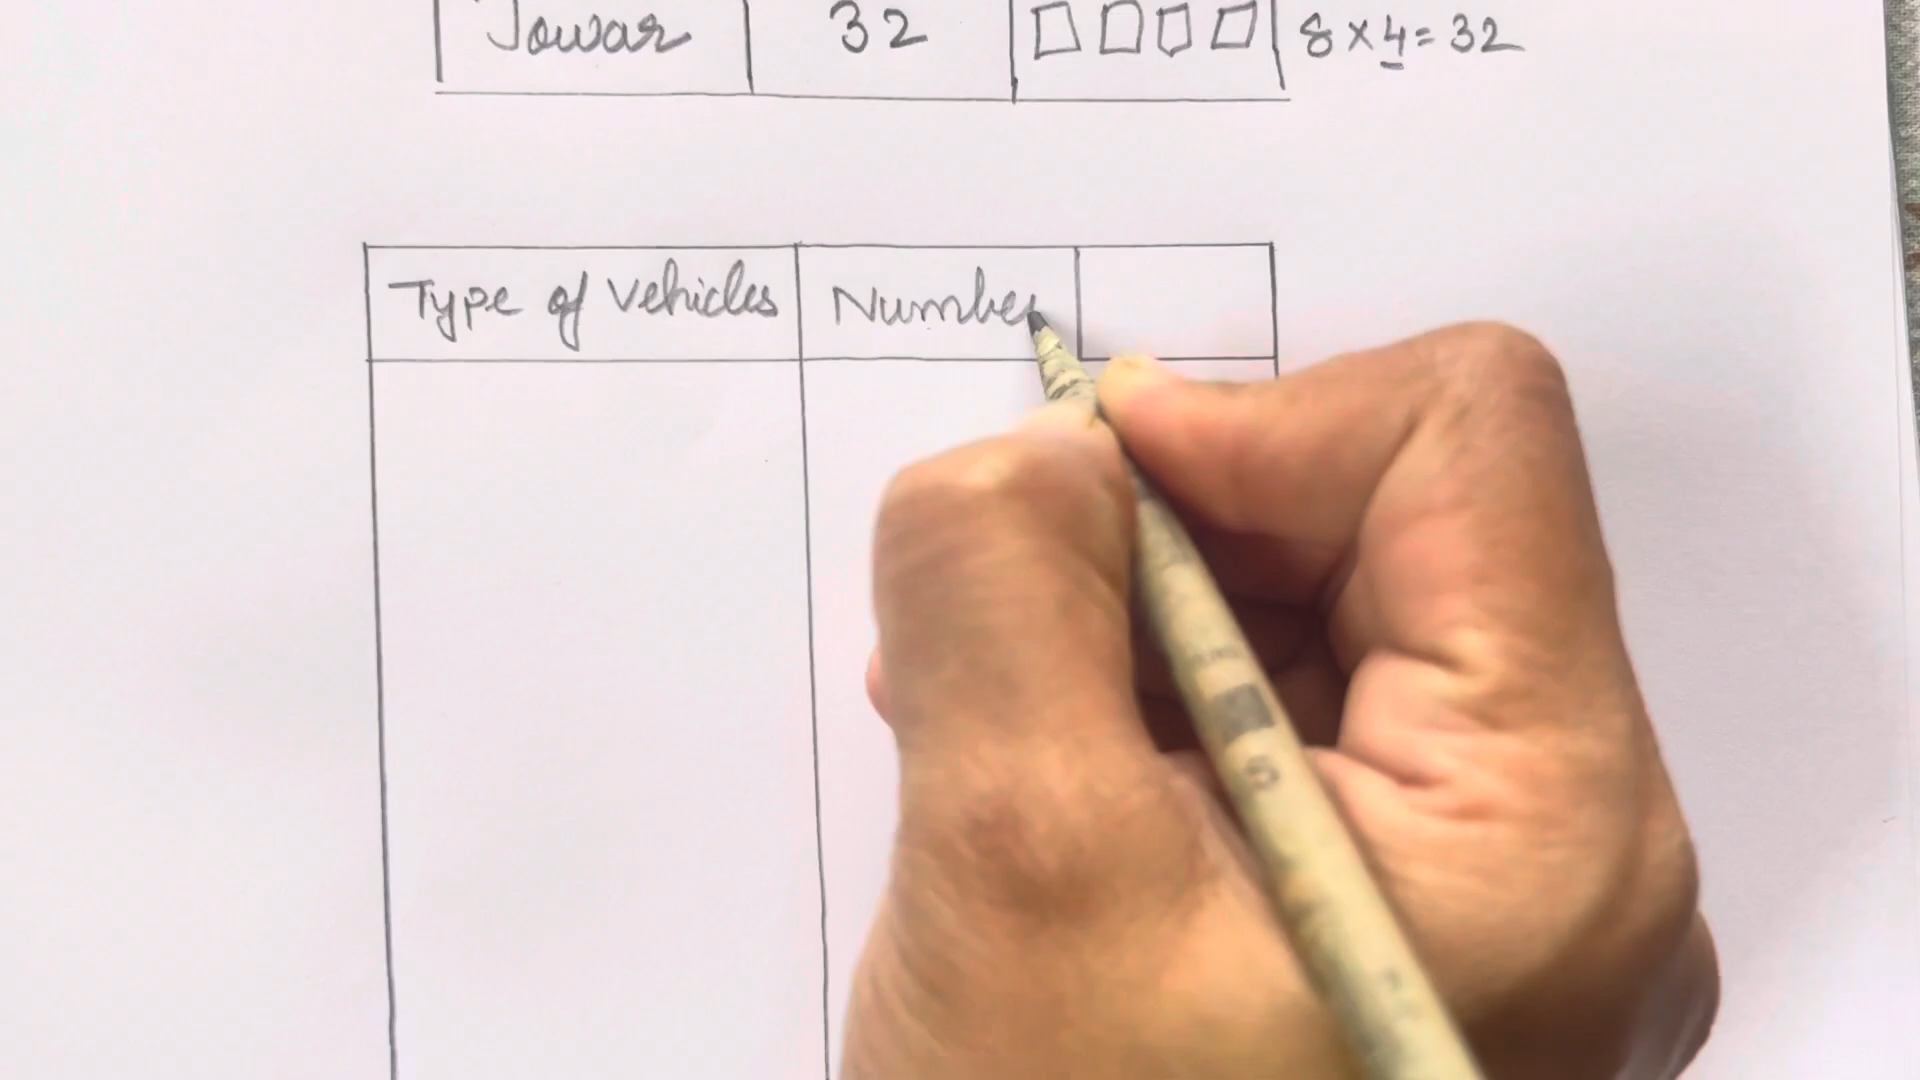 Jowar 32 8 × 4 = 32
Type of Vehicles Number
S